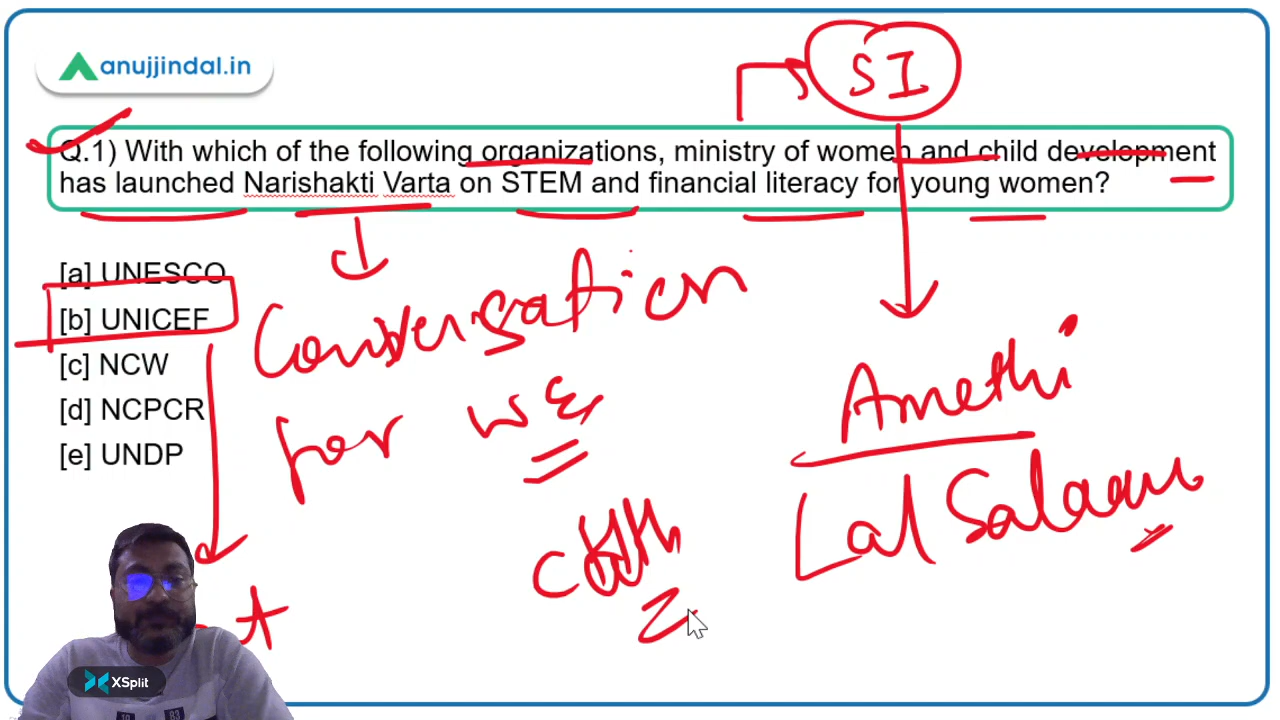 anujjindal.in
SI
Q.1) With which of the following organizations, ministry of women and child development
has launched Narishakti Varta on STEM and financial literacy for young women?
[a] UNESCO
[b] UNICEF
[c] NCW
[d] NCPCR
[e] UNDP
Conversation
for WE
Amethi
Lal Salaam
XSplit